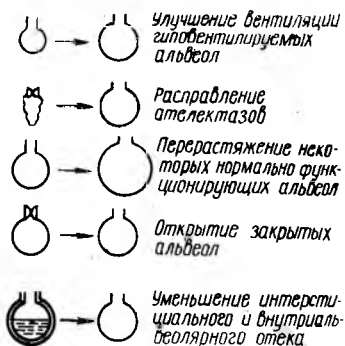 Улучшение вентиляции
гиповентилируемых
альвеол
Расправление
ателектазов
Перерастяжение неко-
торых нормально функ-
ционирующих альвеол
Открытие закрытых
альвеол
Уменьшение интерсти-
циального и внутриаль-
веолярного отека